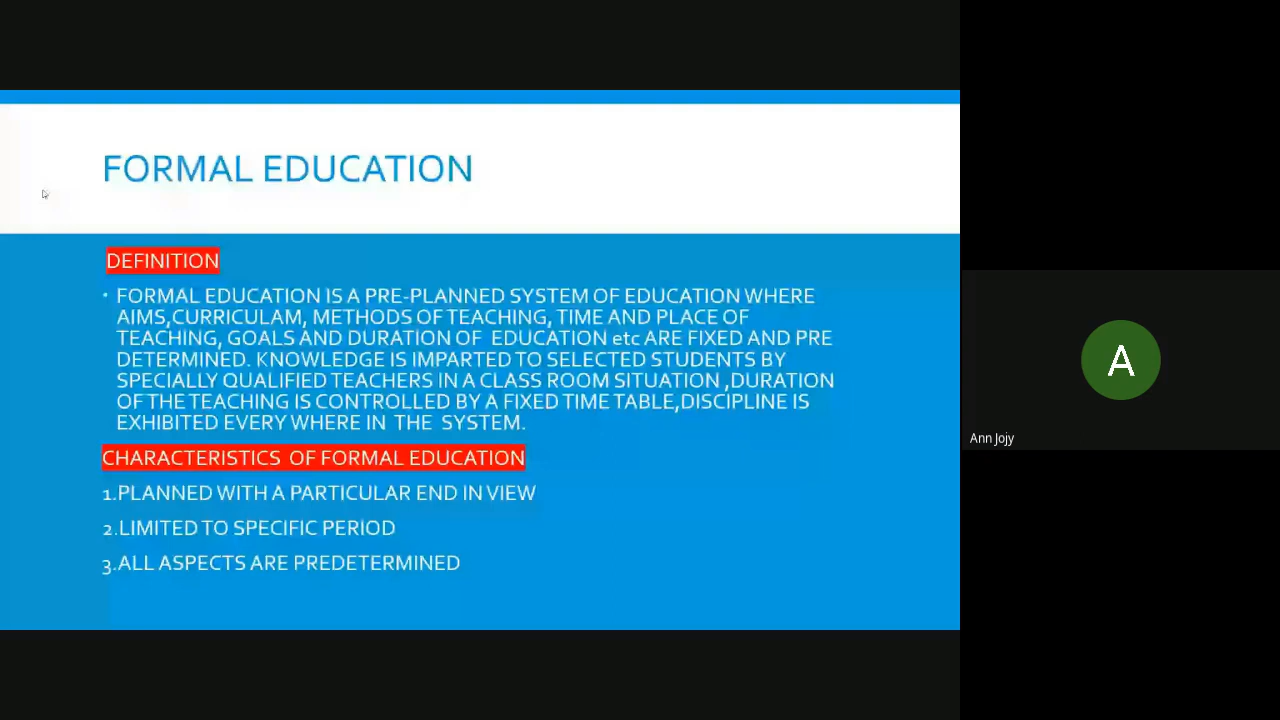 FORMAL EDUCATION
DEFINITION
• FORMAL EDUCATION IS A PRE-PLANNED SYSTEM OF EDUCATION WHERE
AIMS,CURRICULAM, METHODS OF TEACHING, TIME AND PLACE OF
TEACHING, GOALS AND DURATION OF EDUCATION etc ARE FIXED AND PRE
DETERMINED. KNOWLEDGE IS IMPARTED TO SELECTED STUDENTS BY
SPECIALLY QUALIFIED TEACHERS IN A CLASS ROOM SITUATION ,DURATION
OF THE TEACHING IS CONTROLLED BY A FIXED TIME TABLE,DISCIPLINE IS
EXHIBITED EVERY WHERE IN THE SYSTEM.
CHARACTERISTICS OF FORMAL EDUCATION
1.PLANNED WITH A PARTICULAR END IN VIEW
2.LIMITED TO SPECIFIC PERIOD
3.ALL ASPECTS ARE PREDETERMINED
A
Ann Jojy